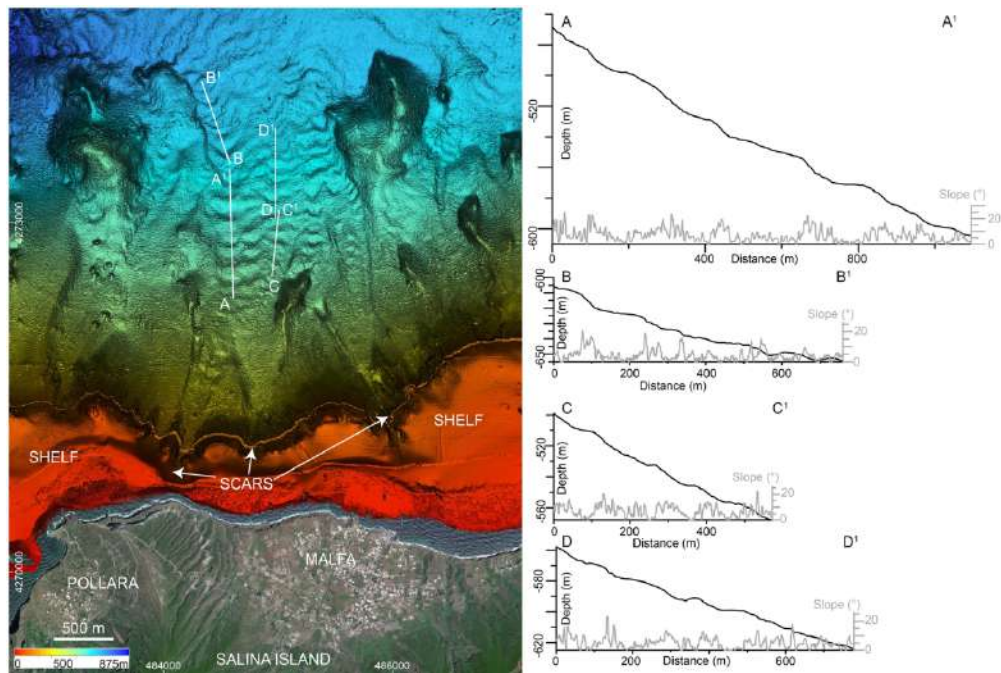 B¹
D¹
B
A¹
D
C¹
C
A
4273000
SHELF
SHELF
SCARS
4270000
POLLARA
MALFA
500 m
0
500
875m
484000
486000
SALINA ISLAND
A
A¹
Depth (m)
-520
-600
Slope (°)
20
0
0
400
800
Distance (m)
B
B¹
-600
Depth (m)
-650
Slope (°)
20
0
0
200
400
600
Distance (m)
C
C¹
Depth (m)
-520
-560
Slope (°)
20
0
0
200
400
Distance (m)
D
D¹
Depth (m)
-580
-620
Slope (°)
20
0
0
200
400
600
Distance (m)